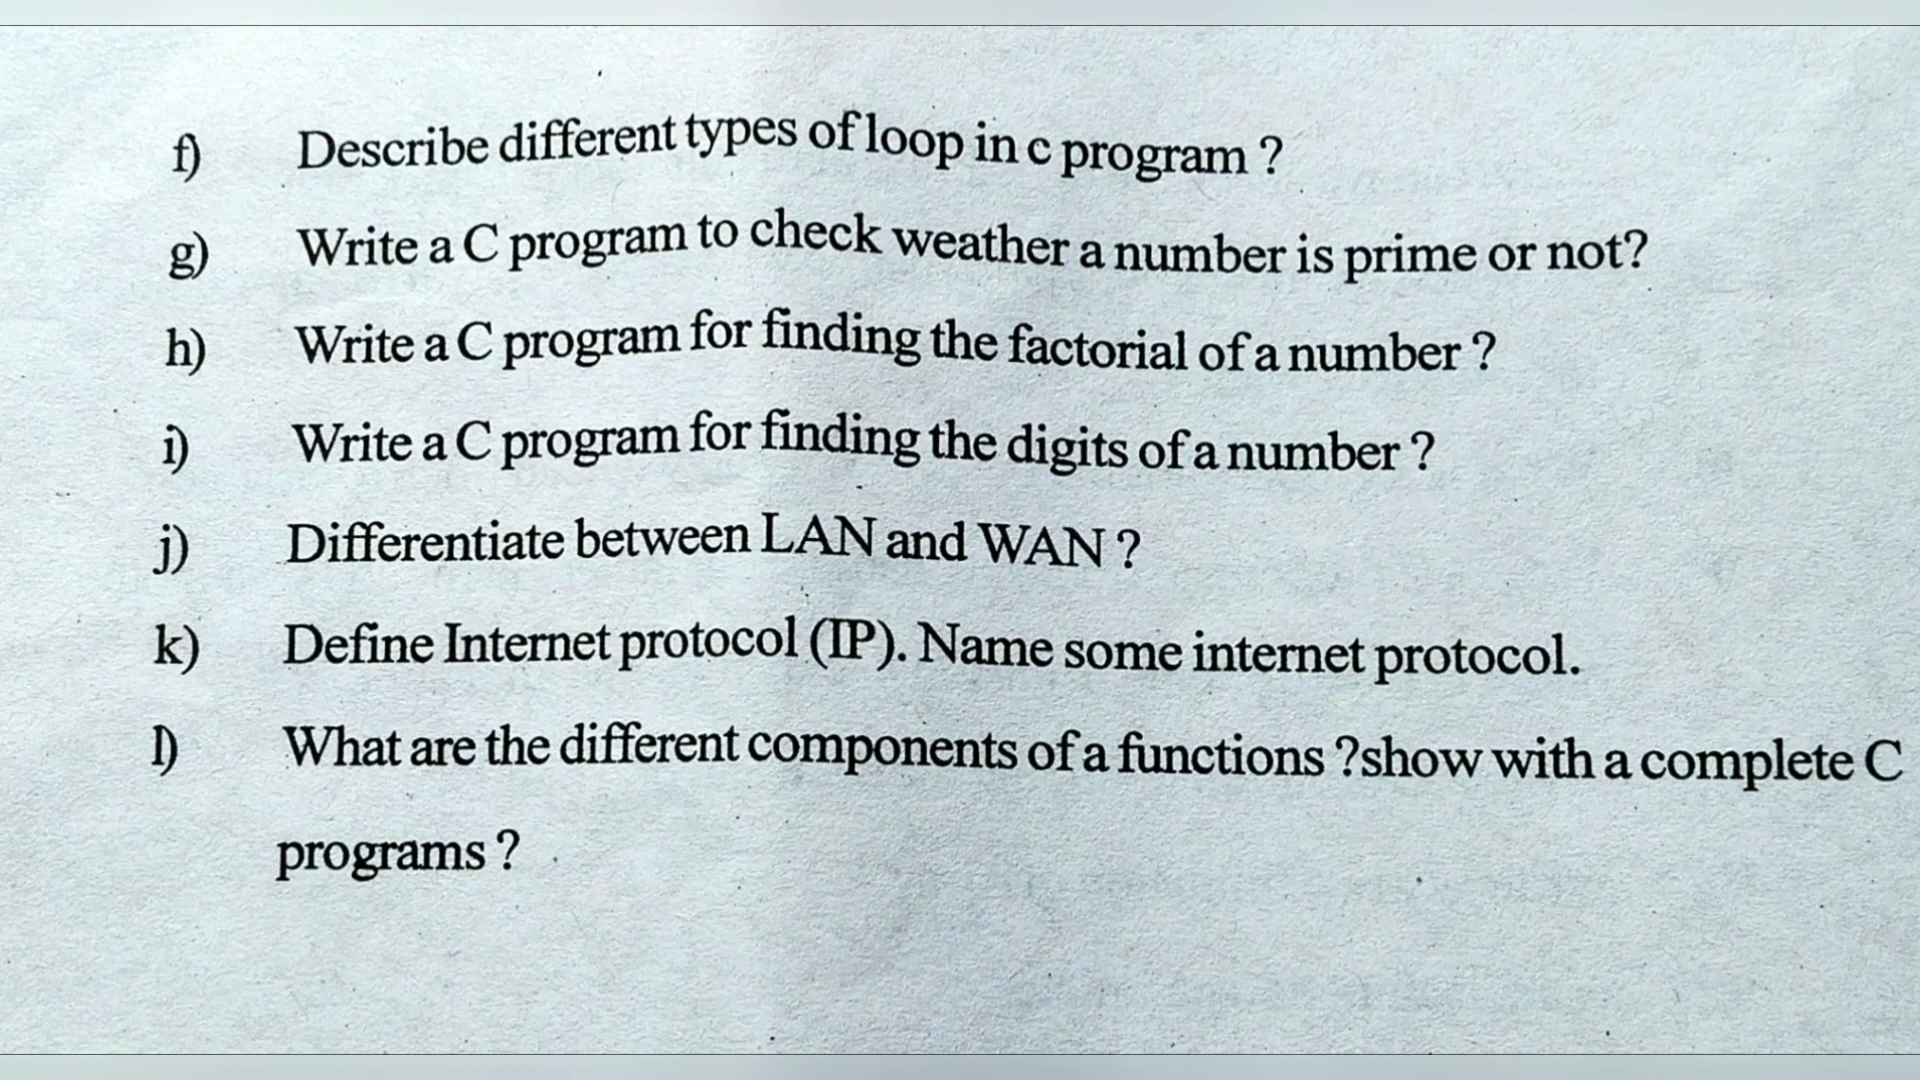 f) Describe different types of loop in c program ?
g) Write a C program to check weather a number is prime or not?
h) Write a C program for finding the factorial of a number ?
i) Write a C program for finding the digits of a number ?
j) Differentiate between LAN and WAN ?
k) Define Internet protocol (IP). Name some internet protocol.
l) What are the different components of a functions ?show with a complete C
programs ?